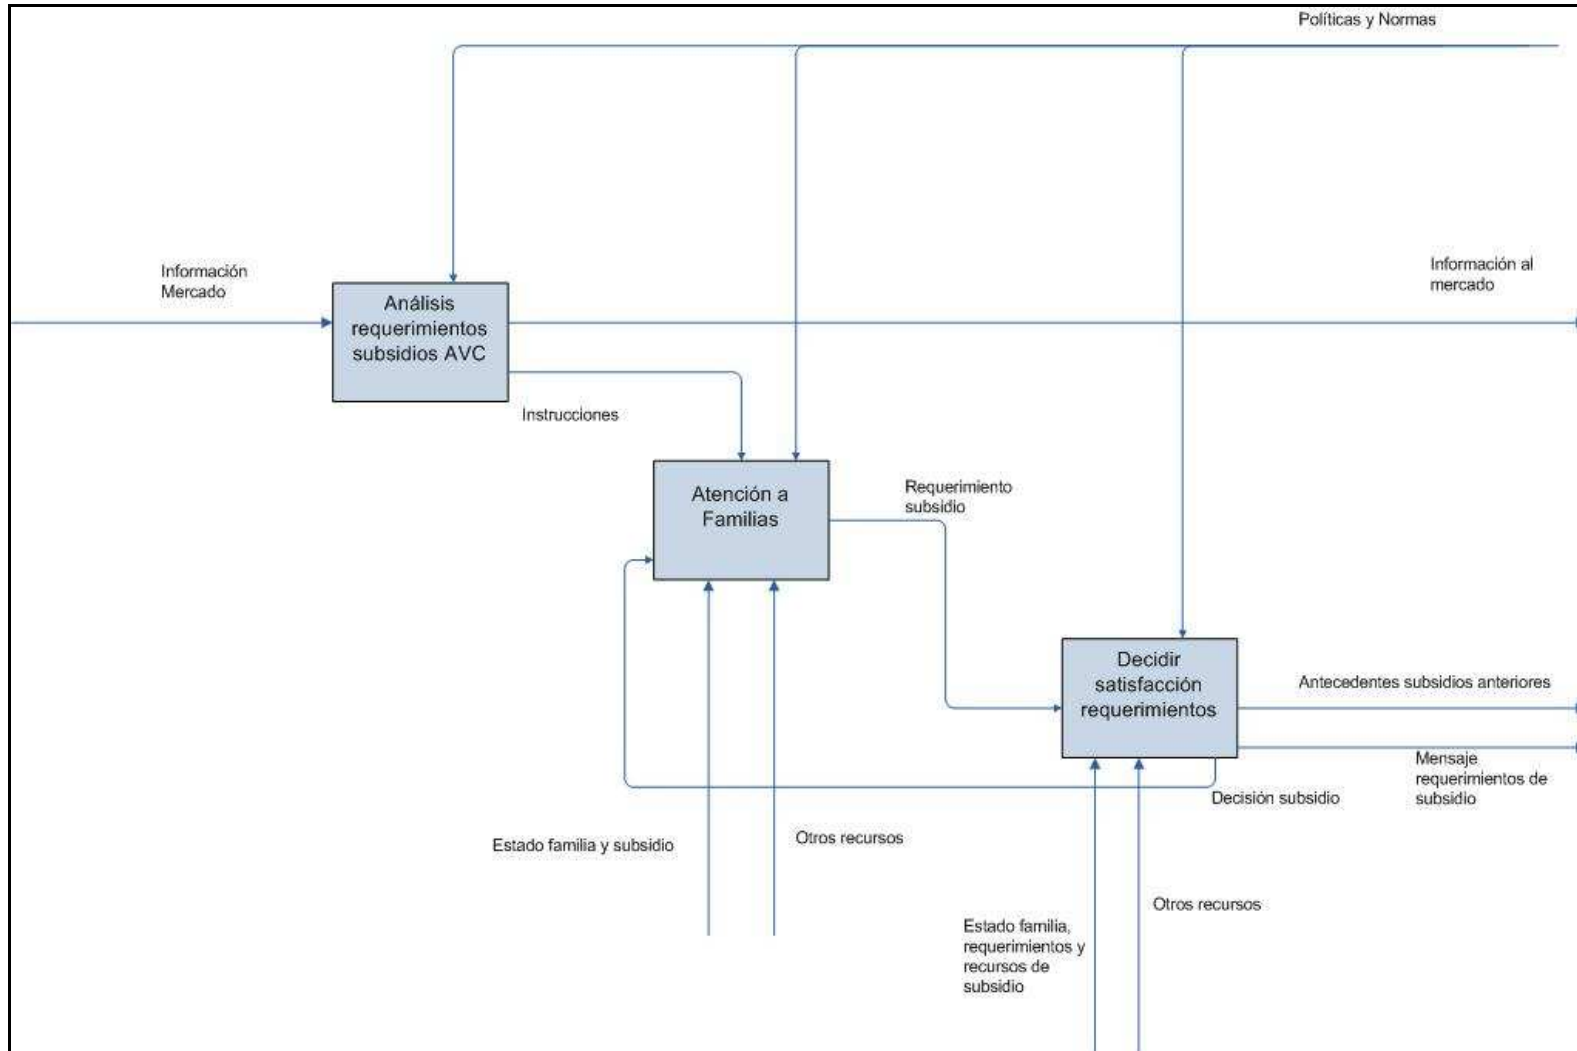 Políticas y Normas
Información
Mercado
Análisis
requerimientos
subsidios AVC
Información al
mercado
Instrucciones
Atención a
Familias
Requerimiento
subsidio
Decidir
satisfacción
requerimientos
Antecedentes subsidios anteriores
Mensaje
requerimientos de
subsidio
Decisión subsidio
Estado familia y subsidio
Otros recursos
Otros recursos
Estado familia,
requerimientos y
recursos de
subsidio